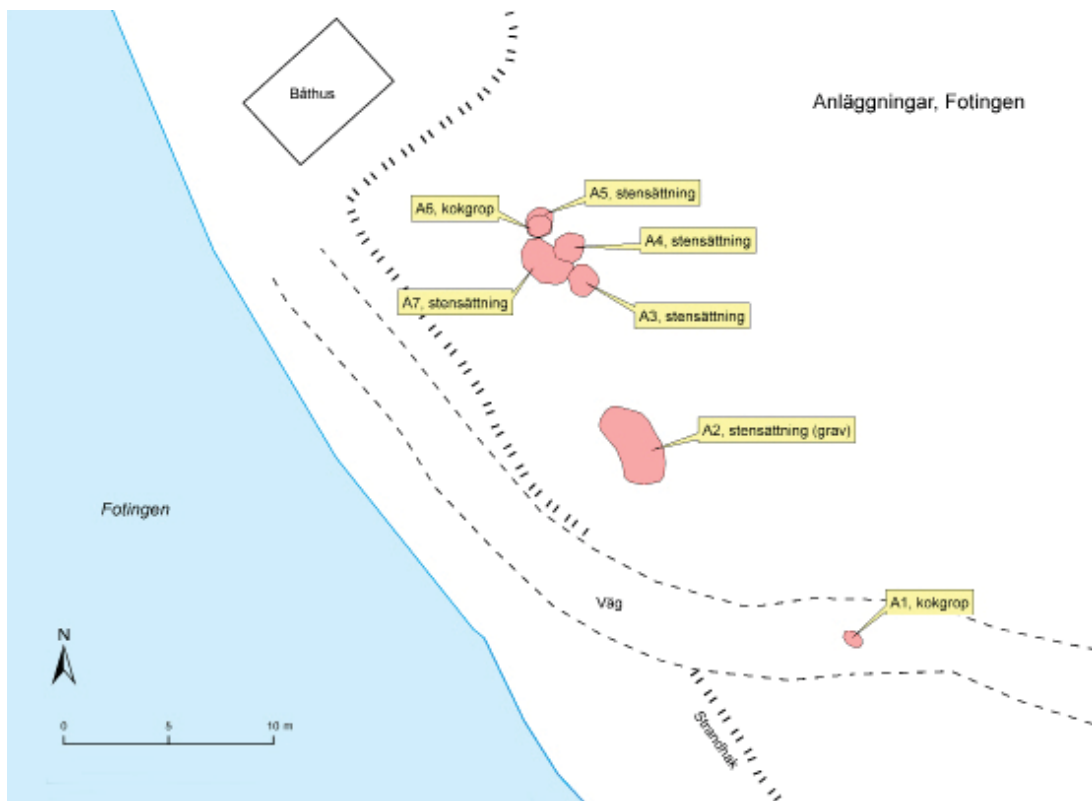 Båthus
Anläggningar, Fotingen
A5, stensättning
A6, kokgrop
A4, stensättning
A7, stensättning
A3, stensättning
A2, stensattning (grav)
Fotingen
A1, kokgrop
Väg
N
Strandhak
0 5 10 m